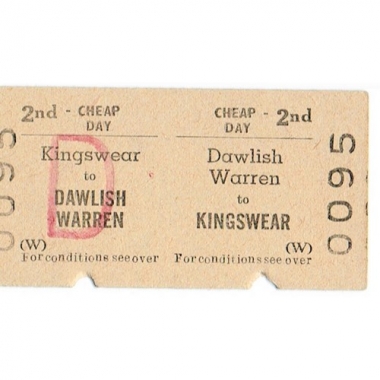 2nd - CHEAP
DAY
Kingswear
to
DAWLISH
WARREN
(W)
For conditions see over
0095
D
CHEAP - 2nd
DAY
Dawlish
Warren
to
KINGSWEAR
(W)
For conditions see over
0095